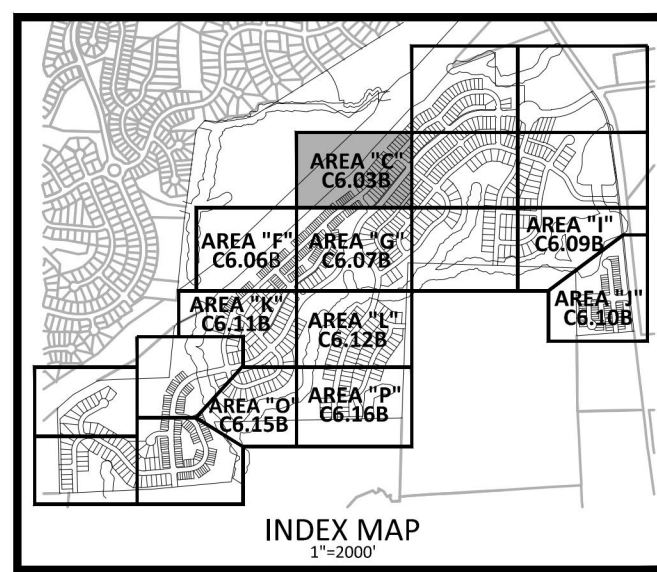 AREA "C"
C6.03B
AREA "F"
C6.06B
AREA "G"
C6.07B
AREA "I"
C6.09B
AREA "J"
C6.10B
AREA "K"
C6.11B
AREA "L"
C6.12B
AREA "O"
C6.15B
AREA "P"
C6.16B
INDEX MAP
1"=2000'